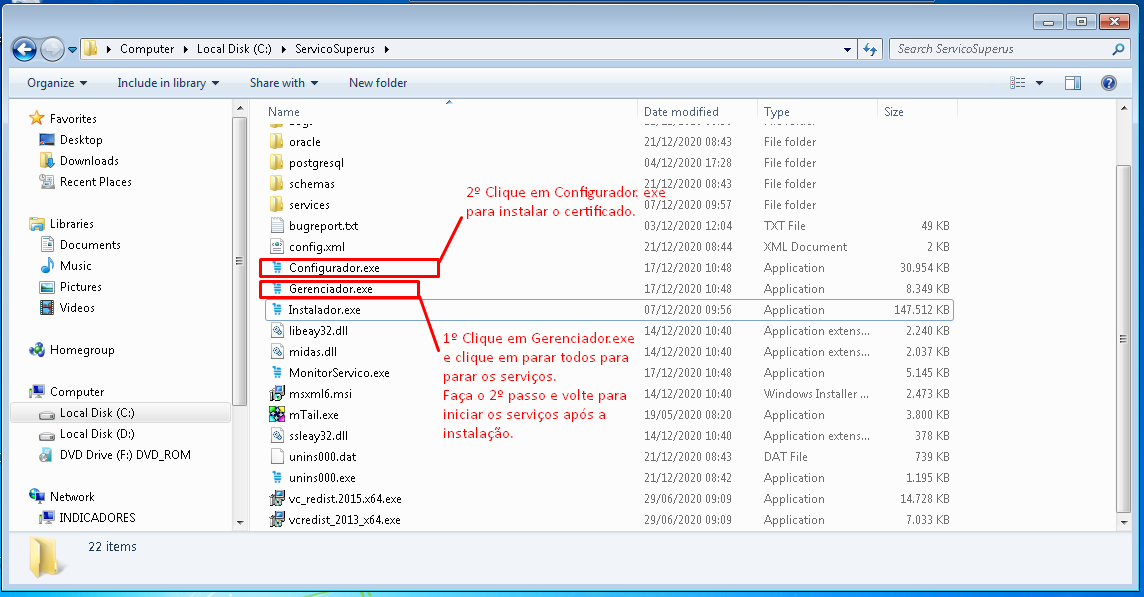 Computer
Local Disk (C:)
ServicoSuperus
Search ServicoSuperus
Organize
Include in library
Share with
New folder
Name
Date modified
Type
Size
Favorites
Desktop
Downloads
Recent Places
Libraries
Documents
Music
Pictures
Videos
Homegroup
Computer
Local Disk (C:)
Local Disk (D:)
DVD Drive (F:) DVD_ROM
Network
INDICADORES
oracle 21/12/2020 08:43 File folder
postgresql 04/12/2020 17:28 File folder
schemas 21/12/2020 08:43 File folder
services 07/12/2020 09:57 File folder
bugreport.txt 03/12/2020 12:04 TXT File 49 KB
config.xml 21/12/2020 08:44 XML Document 2 KB
Configurador.exe 17/12/2020 10:48 Application 30.954 KB
Gerenciador.exe 17/12/2020 10:48 Application 8.349 KB
Instalador.exe 07/12/2020 09:56 Application 147.512 KB
libeay32.dll 14/12/2020 10:40 Application extens... 2.240 KB
midas.dll 14/12/2020 10:40 Application extens... 2.037 KB
MonitorServico.exe 17/12/2020 10:48 Application 5.145 KB
msxml6.msi 14/12/2020 10:40 Windows Installer ... 2.473 KB
mTail.exe 19/05/2020 08:20 Application 3.800 KB
ssleay32.dll 14/12/2020 10:40 Application extens... 378 KB
unins000.dat 21/12/2020 08:43 DAT File 739 KB
unins000.exe 21/12/2020 08:42 Application 1.195 KB
vc_redist.2015.x64.exe 29/06/2020 09:09 Application 14.728 KB
vcredist_2013_x64.exe 29/06/2020 09:09 Application 7.033 KB
2º Clique em Configurador. exe
para instalar o certificado.
1º Clique em Gerenciador.exe
e clique em parar todos para
parar os serviços.
Faça o 2º passo e volte para
iniciar os serviços após a
instalação.
22 items